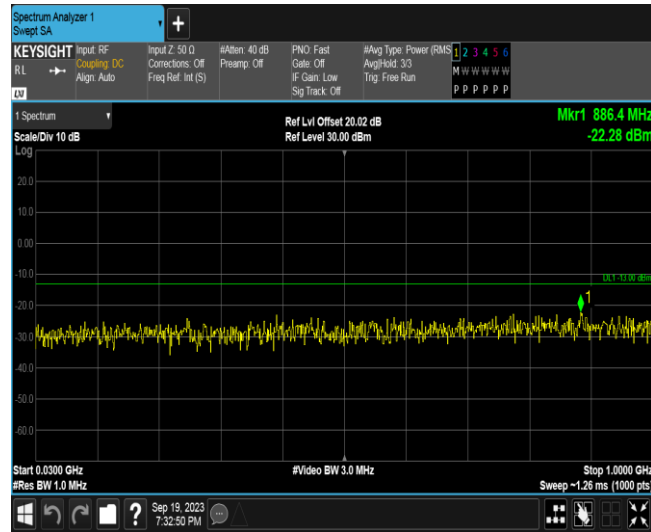 Spectrum Analyzer 1
Swept SA
+
KEYSIGHT
RL
LXI
Input: RF
Coupling: DC
Align: Auto
Input Z: 50 Ω
Corrections: Off
Freq Ref: Int (S)
#Atten: 40 dB
Preamp: Off
PNO: Fast
Gate: Off
IF Gain: Low
Sig Track: Off
#Avg Type: Power (RMS
Avg|Hold: 3/3
Trig: Free Run
1 2 3 4 5 6
M W W W W W
P P P P P P
1 Spectrum
Scale/Div 10 dB
Log
Ref Lvl Offset 20.02 dB
Ref Level 30.00 dBm
Mkr1 886.4 MHz
-22.28 dBm
20.0
10.0
0.00
-10.0
DL1 -13.00 dBm
1
-20.0
-30.0
-40.0
-50.0
-60.0
Start 0.0300 GHz
#Res BW 1.0 MHz
#Video BW 3.0 MHz
Stop 1.0000 GHz
Sweep ~1.26 ms (1000 pts)
?
Sep 19, 2023
7:32:50 PM